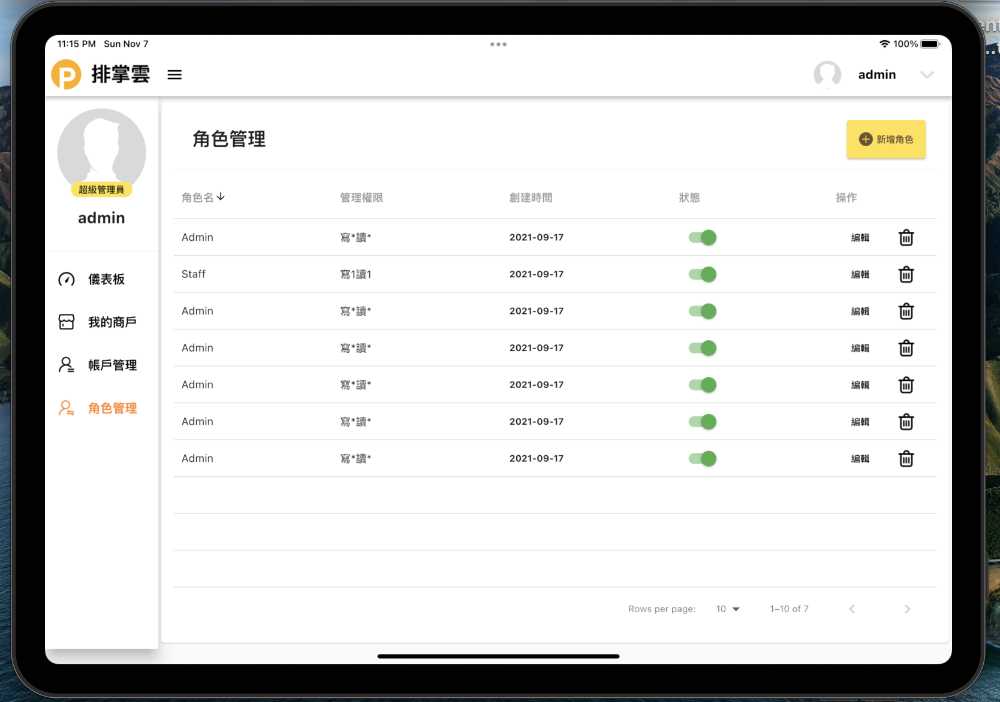 11:15 PM Sun Nov 7
100%
排掌雲
admin
超級管理員
admin
儀表板
我的商戶
帳戶管理
角色管理
角色管理
新增角色
角色名 管理權限 創建時間 狀態 操作
Admin 寫*讀* 2021-09-17 編輯
Staff 寫1讀1 2021-09-17 編輯
Admin 寫*讀* 2021-09-17 編輯
Admin 寫*讀* 2021-09-17 編輯
Admin 寫*讀* 2021-09-17 編輯
Admin 寫*讀* 2021-09-17 編輯
Admin 寫*讀* 2021-09-17 編輯
Rows per page: 10 1–10 of 7